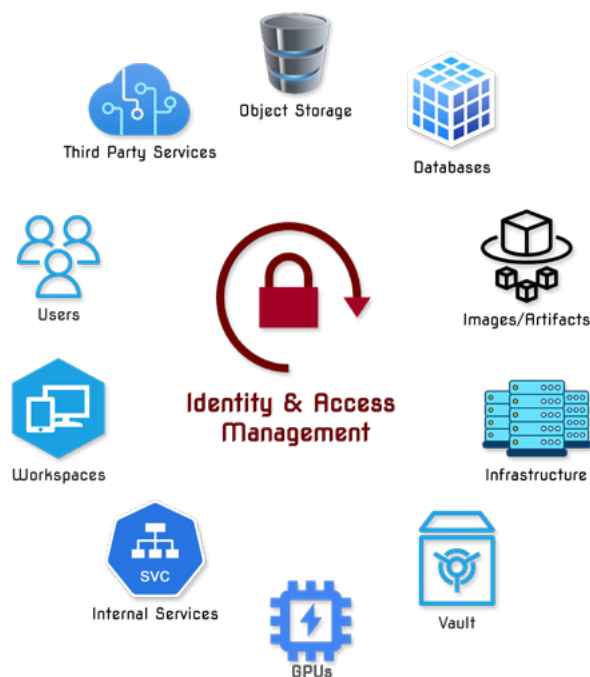 Object Storage
Third Party Services
Databases
Users
Images/Artifacts
Identity & Access
Management
Workspaces
Infrastructure
SVC
Internal Services
Vault
GPUs